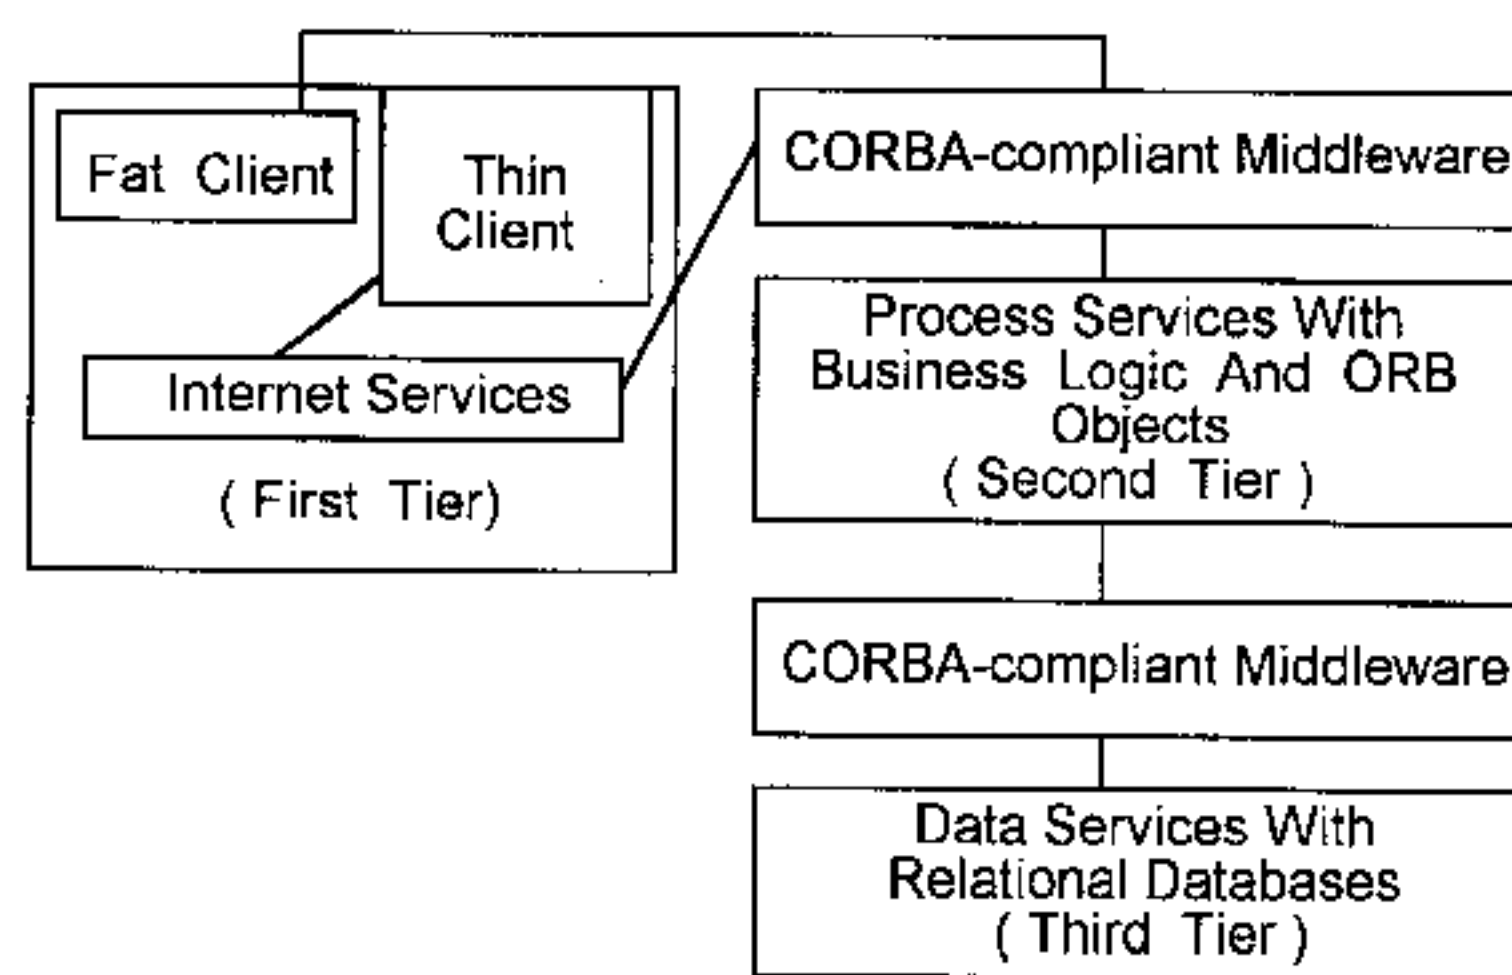 Fat Client
Thin
Client
Internet Services
( First Tier)
CORBA-compliant Middleware
Process Services With
Business Logic And ORB
Objects
( Second Tier )
CORBA-compliant Middleware
Data Services With
Relational Databases
( Third Tier )